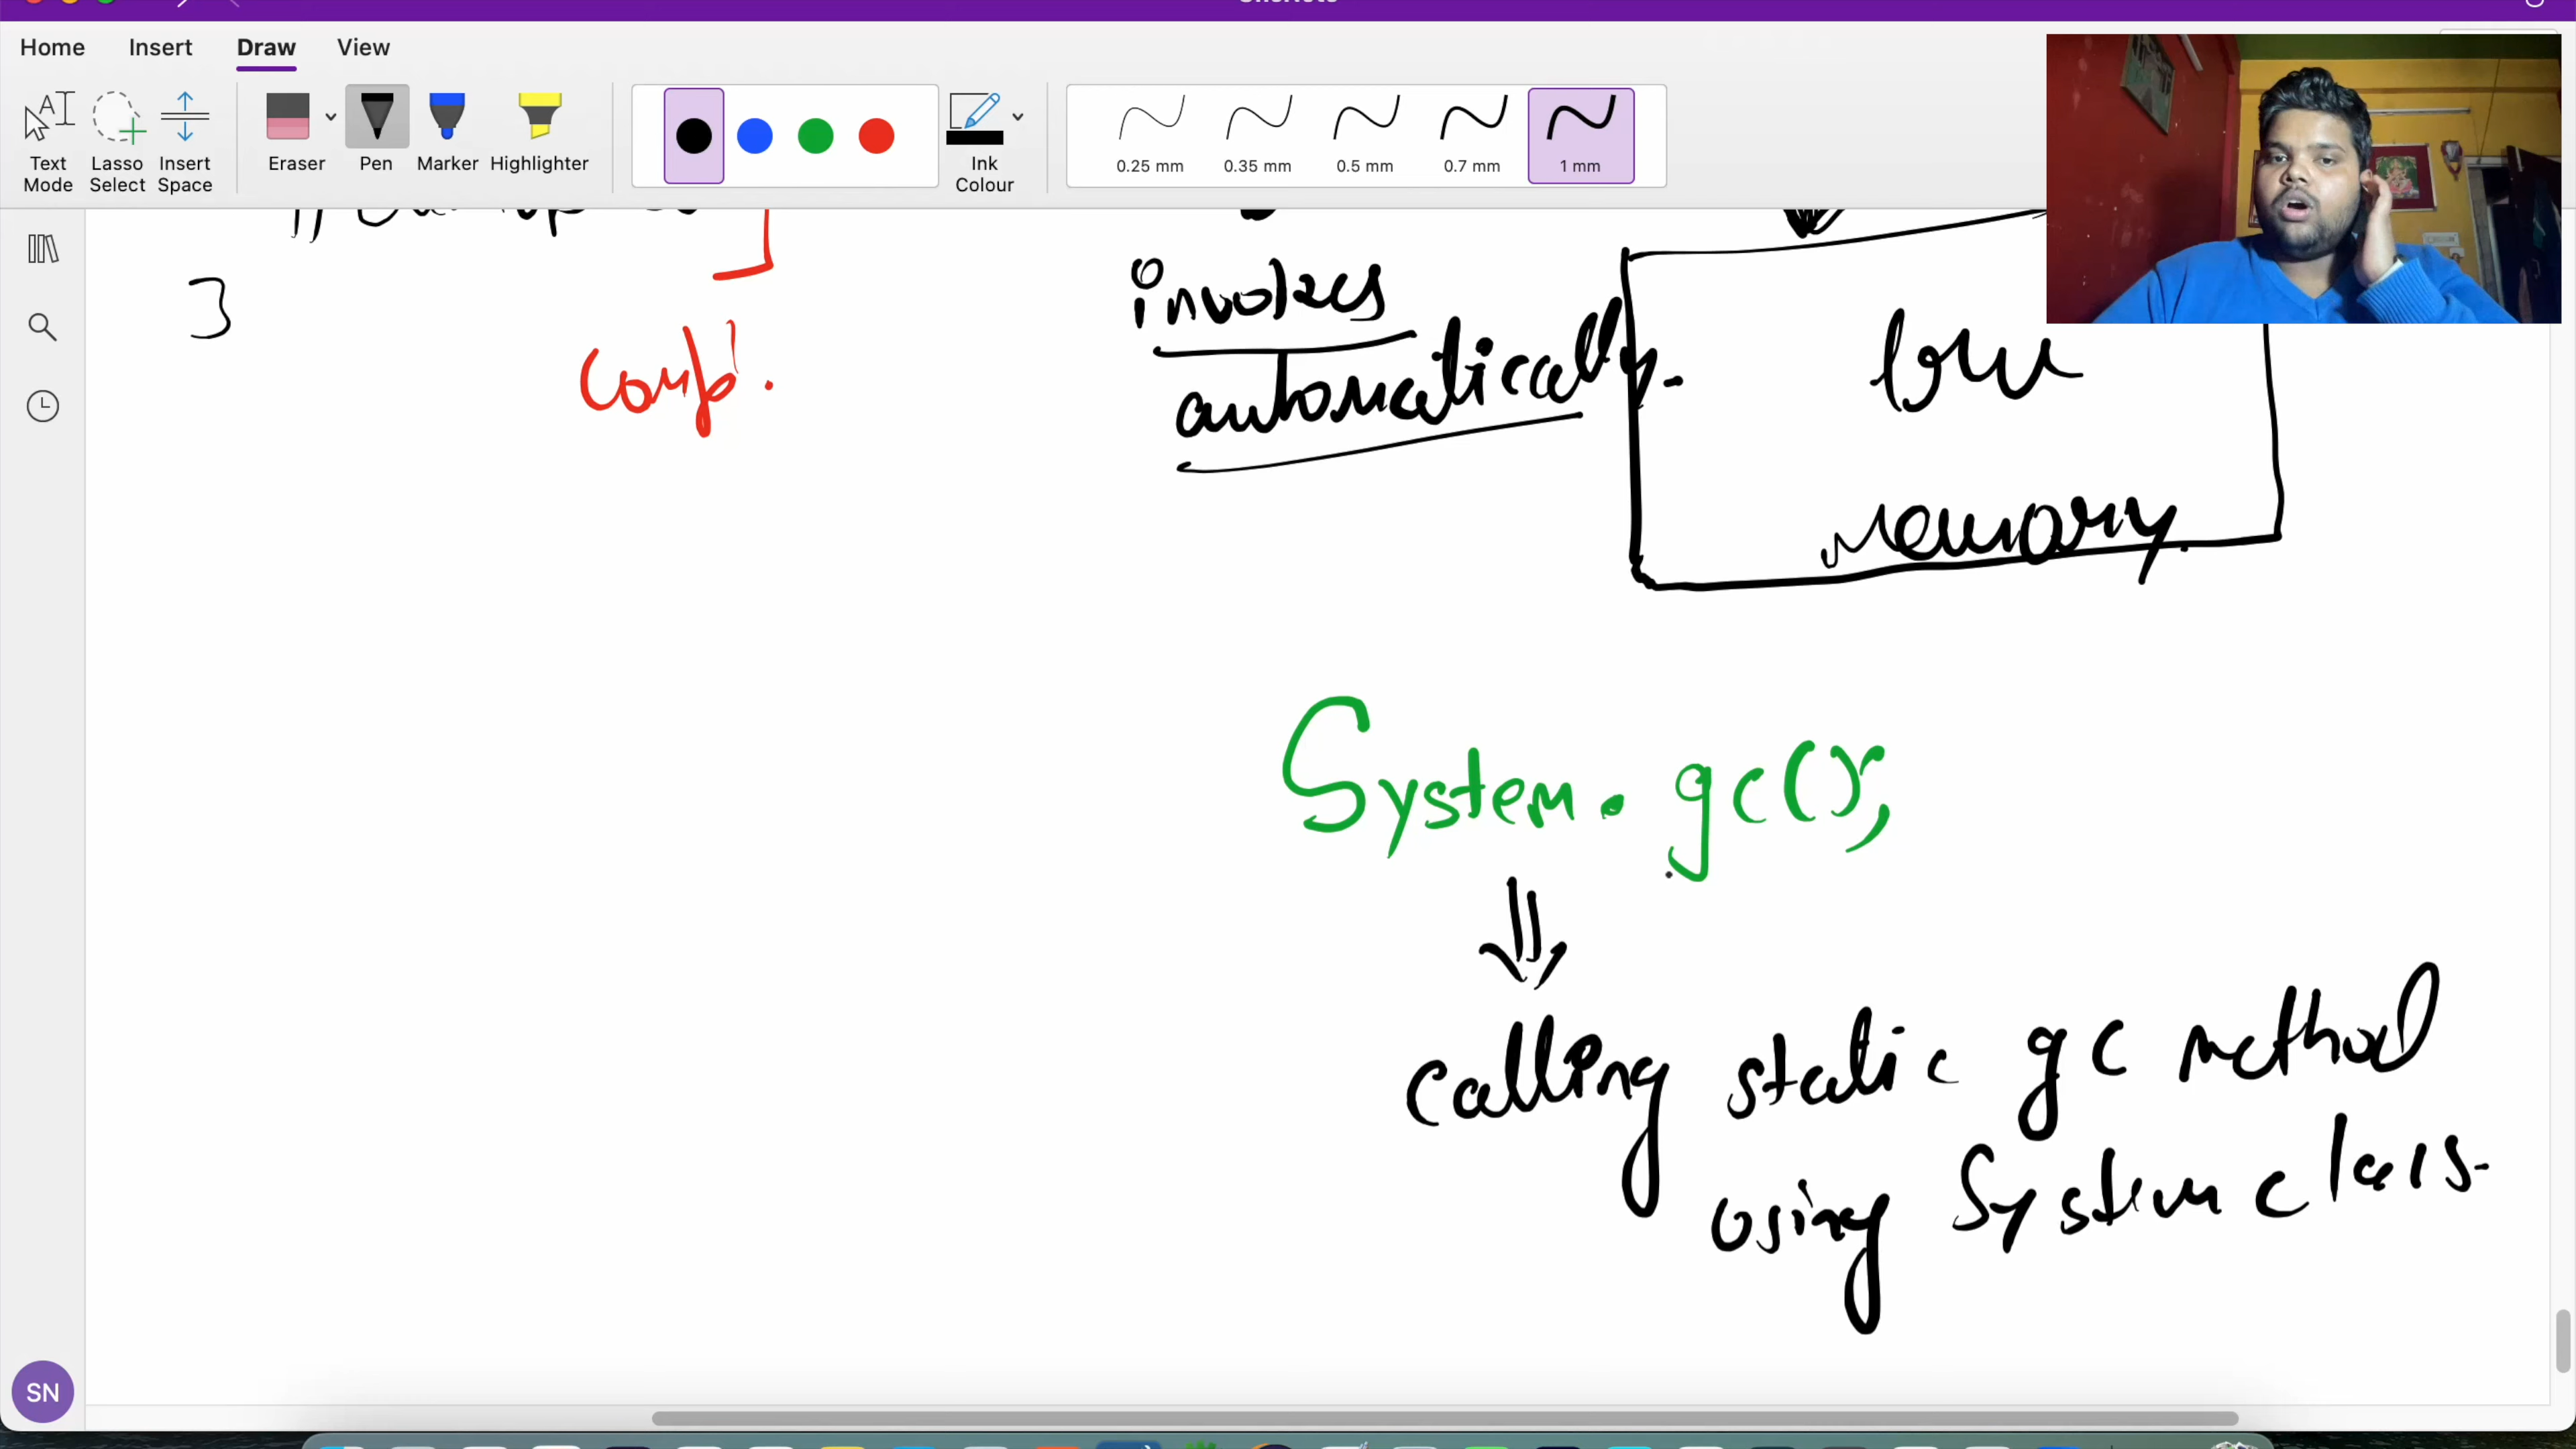 Home Insert Draw View
Text Mode
Lasso Select
Insert Space
Eraser
Pen
Marker
Highlighter
Ink Colour
0.25 mm
0.35 mm
0.5 mm
0.7 mm
1 mm
}
invokes
automatically.
low
memory.
System.gc();
calling static gc method
using System class.
SN